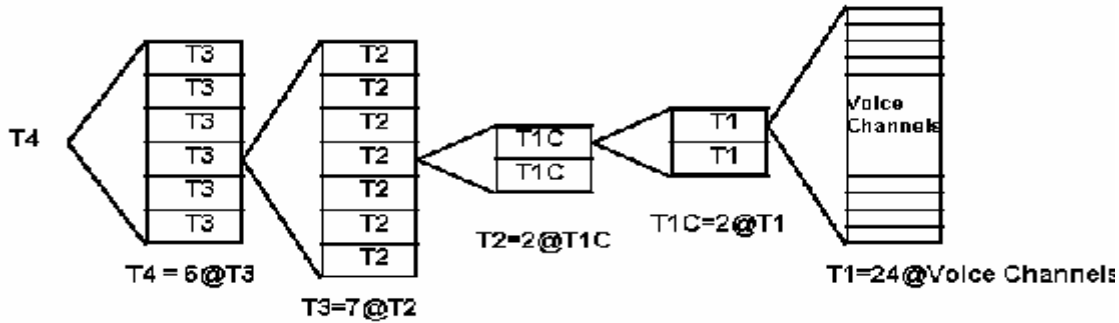 T4
T3
T3
T3
T3
T3
T3
T4 = 6@T3
T2
T2
T2
T2
T2
T2
T2
T3=7@T2
T1C
T1C
T2=2@T1C
T1
T1
T1C=2@T1
Voice
Channels
T1=24@Voice Channels